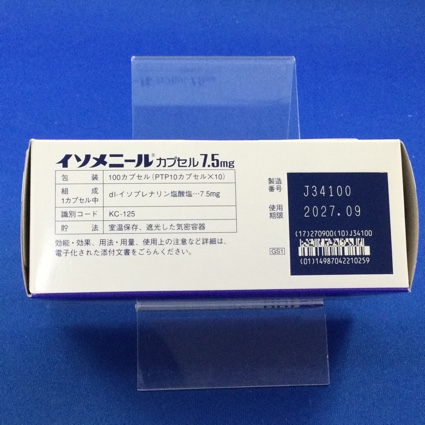 イソメニール®カプセル7.5mg
包装 100カプセル(PTP10カプセル×10)
組成 1カプセル中 dl-イソプレナリン塩酸塩…7.5mg
識別コード KC-125
貯法 室温保存、遮光した気密容器
効能・効果、用法・用量、使用上の注意など詳細は、
電子化された添付文書をごらんください。
製造番号 J34100
使用期限 2027.09
(17)270900(10)J34100
(01)14987042210259